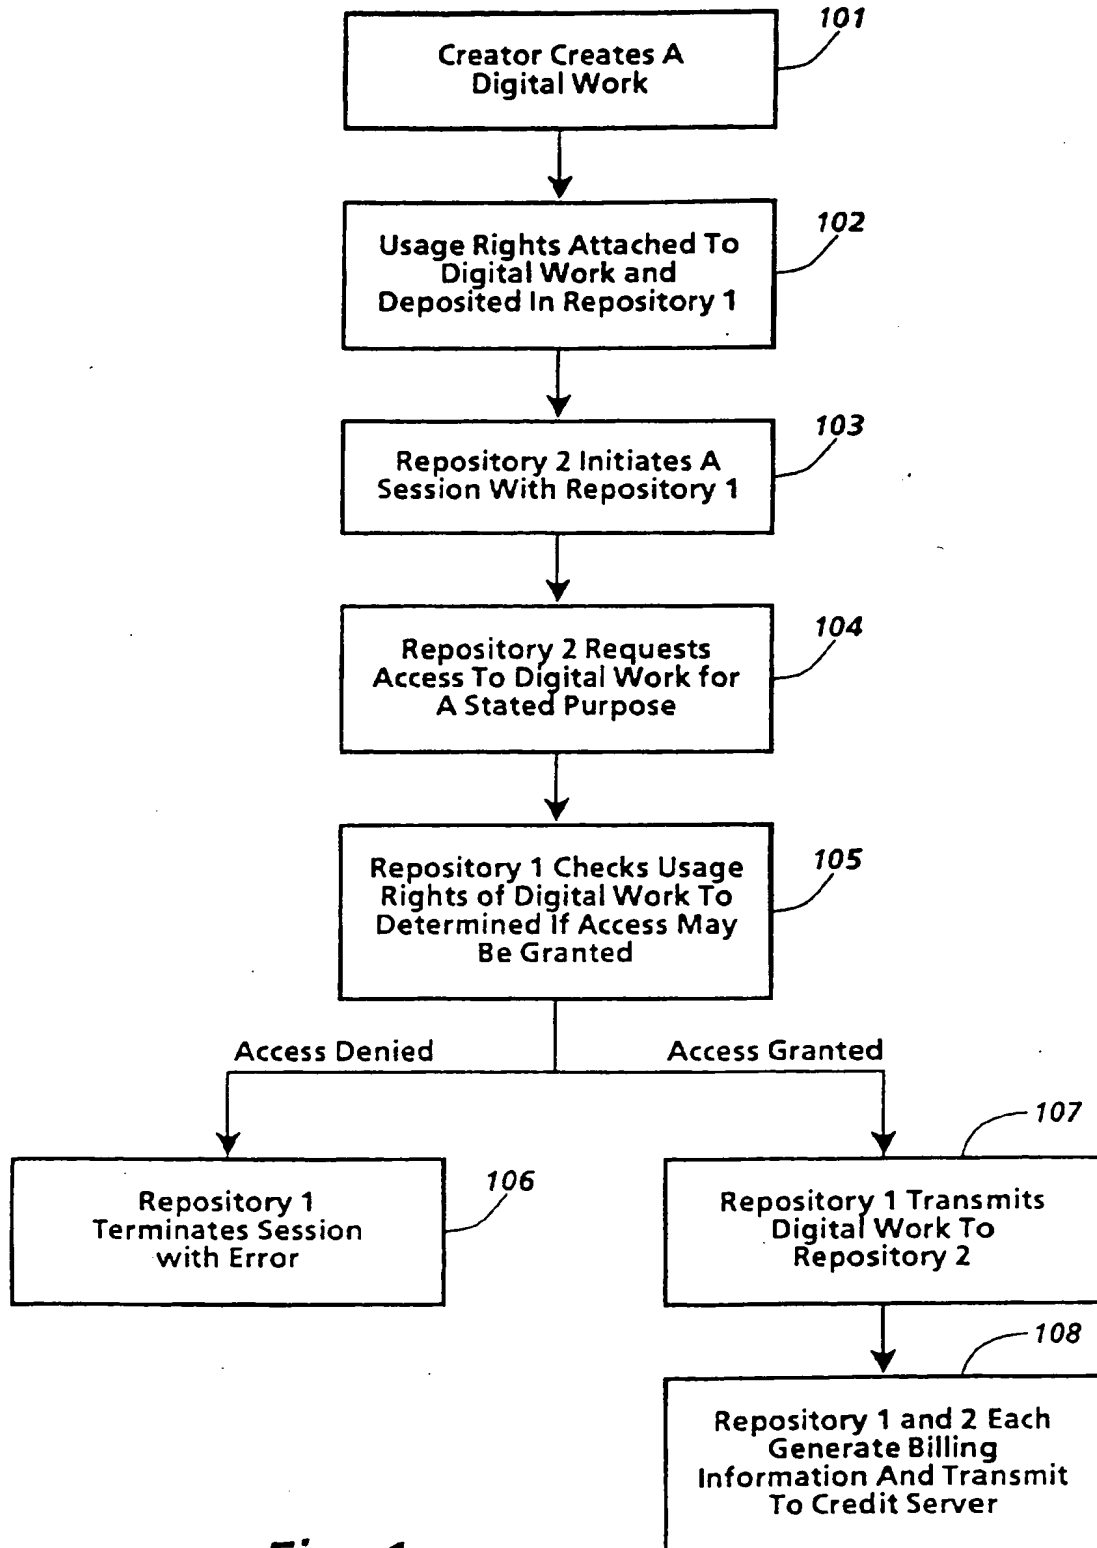 101
Creator Creates A
Digital Work
102
Usage Rights Attached To
Digital Work and
Deposited In Repository 1
103
Repository 2 Initiates A
Session With Repository 1
104
Repository 2 Requests
Access To Digital Work for
A Stated Purpose
105
Repository 1 Checks Usage
Rights of Digital Work To
Determined If Access May
Be Granted
Access Denied
Access Granted
106
Repository 1
Terminates Session
with Error
107
Repository 1 Transmits
Digital Work To
Repository 2
108
Repository 1 and 2 Each
Generate Billing
Information And Transmit
To Credit Server